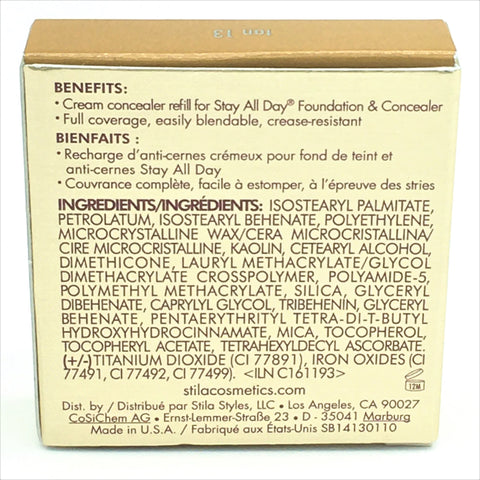 tan 13
BENEFITS:
• Cream concealer refill for Stay All Day® Foundation & Concealer
• Full coverage, easily blendable, crease-resistant
BIENFAITS :
• Recharge d'anti-cernes crémeux pour fond de teint et
anti-cernes Stay All Day
• Couvrance complète, facile à estomper, à l'épreuve des stries
INGREDIENTS/INGRÉDIENTS: ISOSTEARYL PALMITATE,
PETROLATUM, ISOSTEARYL BEHENATE, POLYETHYLENE,
MICROCRYSTALLINE WAX/CERA MICROCRISTALLINA/
CIRE MICROCRISTALLINE, KAOLIN, CETEARYL ALCOHOL,
DIMETHICONE, LAURYL METHACRYLATE/GLYCOL
DIMETHACRYLATE CROSSPOLYMER, POLYAMIDE-5,
POLYMETHYL METHACRYLATE, SILICA, GLYCERYL
DIBEHENATE, CAPRYLYL GLYCOL, TRIBEHENIN, GLYCERYL
BEHENATE, PENTAERYTHRITYL TETRA-DI-T-BUTYL
HYDROXYHYDROCINNAMATE, MICA, TOCOPHEROL,
TOCOPHERYL ACETATE, TETRAHEXYLDECYL ASCORBATE.
(+/-) TITANIUM DIOXIDE (CI 77891), IRON OXIDES (CI
77491, CI 77492, CI 77499). <ILN C161193>
stilacosmetics.com
12M
Dist. by / Distribué par Stila Styles, LLC • Los Angeles, CA 90027
CoSiChem AG • Ernst-Lemmer-Straße 23 • D - 35041 Marburg
Made in U.S.A. / Fabriqué aux États-Unis SB14130110